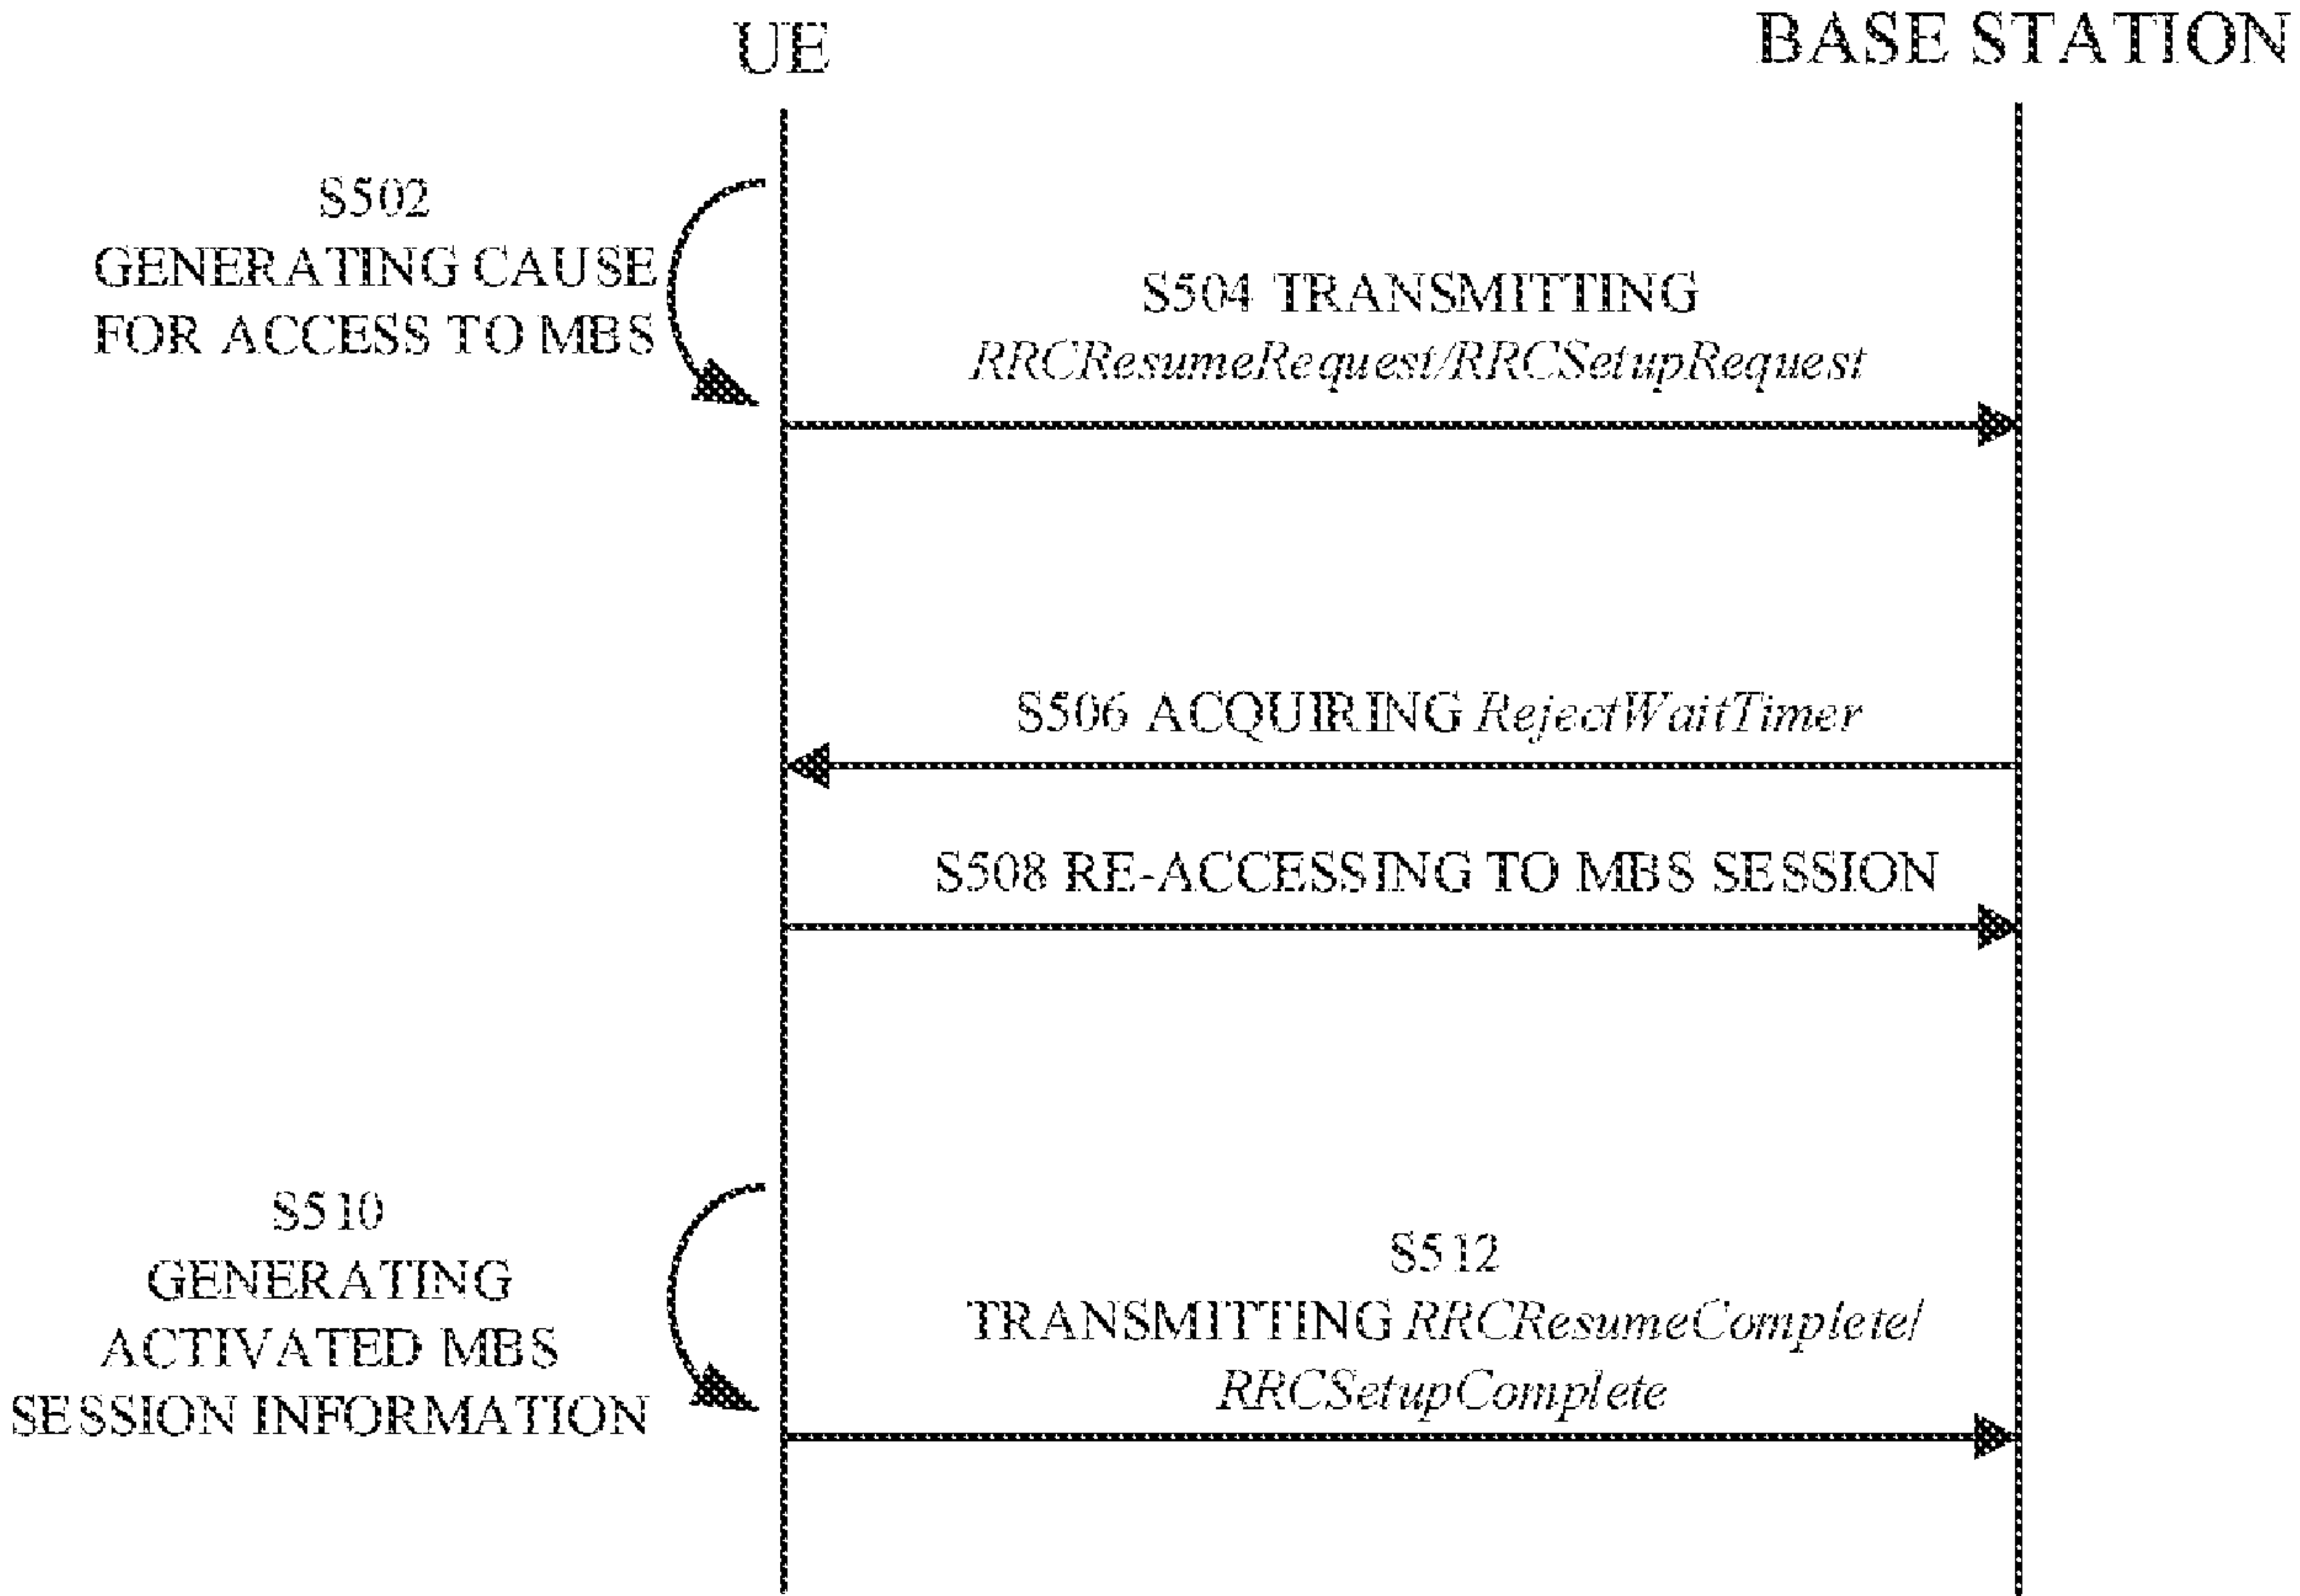 UE
BASE STATION
S502
GENERATING CAUSE
FOR ACCESS TO MBS
S504 TRANSMITTING
RRCResumeRequest/RRCSetupRequest
S506 ACQUIRING RejectWaitTimer
S508 RE-ACCESSING TO MBS SESSION
S510
GENERATING
ACTIVATED MBS
SESSION INFORMATION
S512
TRANSMITTING RRCResumeComplete/
RRCSetupComplete